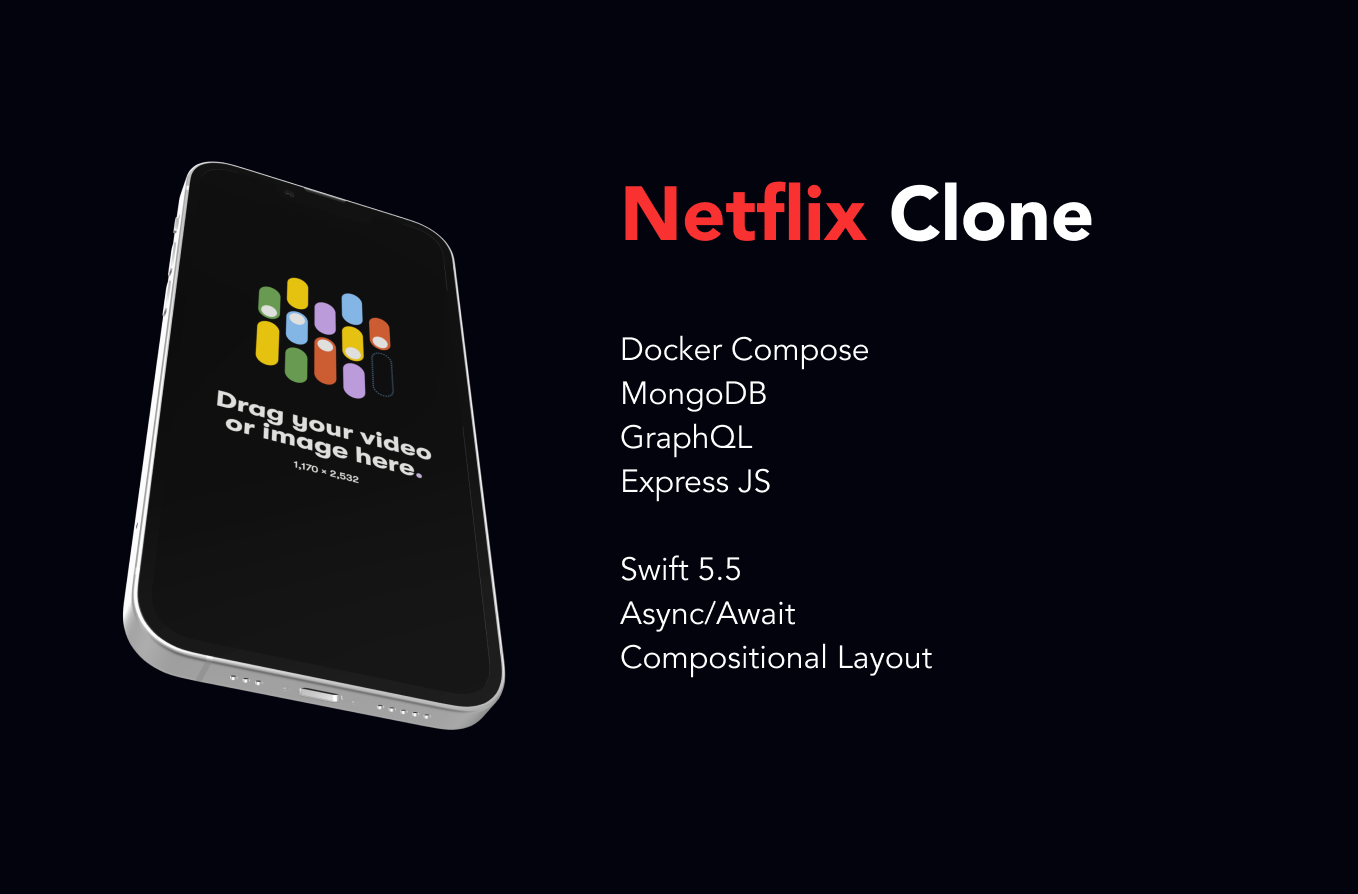 Netflix Clone
Drag your video
or image here.
1,170 × 2,532
Docker Compose
MongoDB
GraphQL
Express JS
Swift 5.5
Async/Await
Compositional Layout